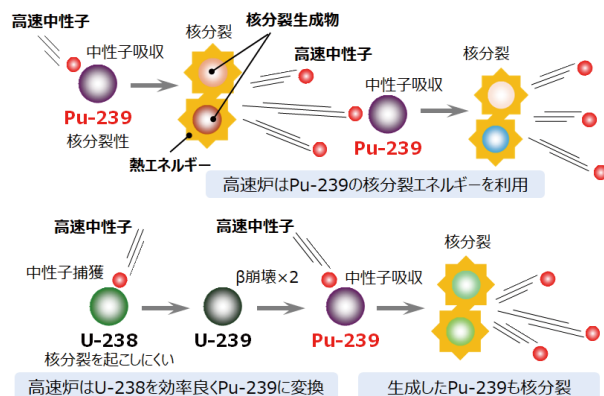 高速中性子
中性子吸収
Pu-239
核分裂性
核分裂
核分裂生成物
熱エネルギー
高速中性子
中性子吸収
Pu-239
核分裂
高速炉はPu-239の核分裂エネルギーを利用
高速中性子
中性子捕獲
U-238
核分裂を起こしにくい
U-239
β崩壊×2
高速中性子
中性子吸収
Pu-239
核分裂
高速炉はU-238を効率良くPu-239に変換
生成したPu-239も核分裂